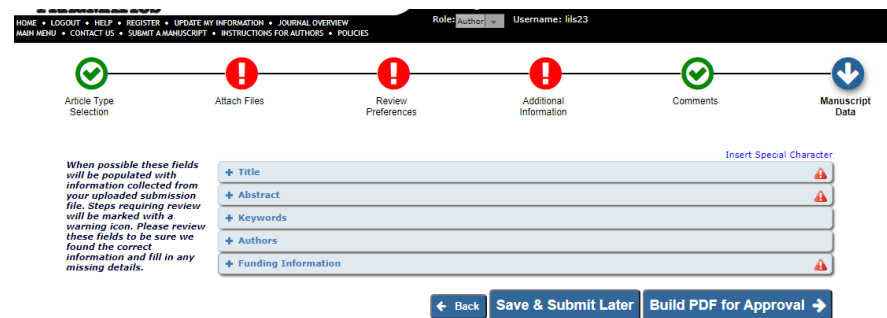 HOME • LOGOUT • HELP • REGISTER • UPDATE MY INFORMATION • JOURNAL OVERVIEW
MAIN MENU • CONTACT US • SUBMIT A MANUSCRIPT • INSTRUCTIONS FOR AUTHORS • POLICIES
Role: Author Username: lils23
Article Type
Selection
Attach Files
Review
Preferences
Additional
Information
Comments
Manuscript
Data
Insert Special Character
When possible these fields
will be populated with
information collected from
your uploaded submission
file. Steps requiring review
will be marked with a
warning icon. Please review
these fields to be sure we
found the correct
information and fill in any
missing details.
+ Title
+ Abstract
+ Keywords
+ Authors
+ Funding Information
← Back
Save & Submit Later
Build PDF for Approval →